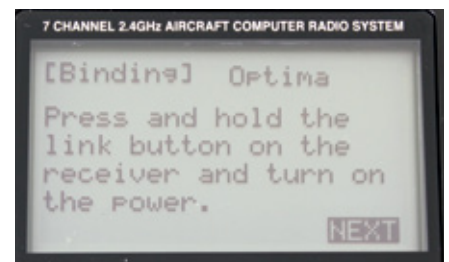 7 CHANNEL 2.4GHz AIRCRAFT COMPUTER RADIO SYSTEM
[Binding] Optima
Press and hold the
link button on the
receiver and turn on
the power.
NEXT